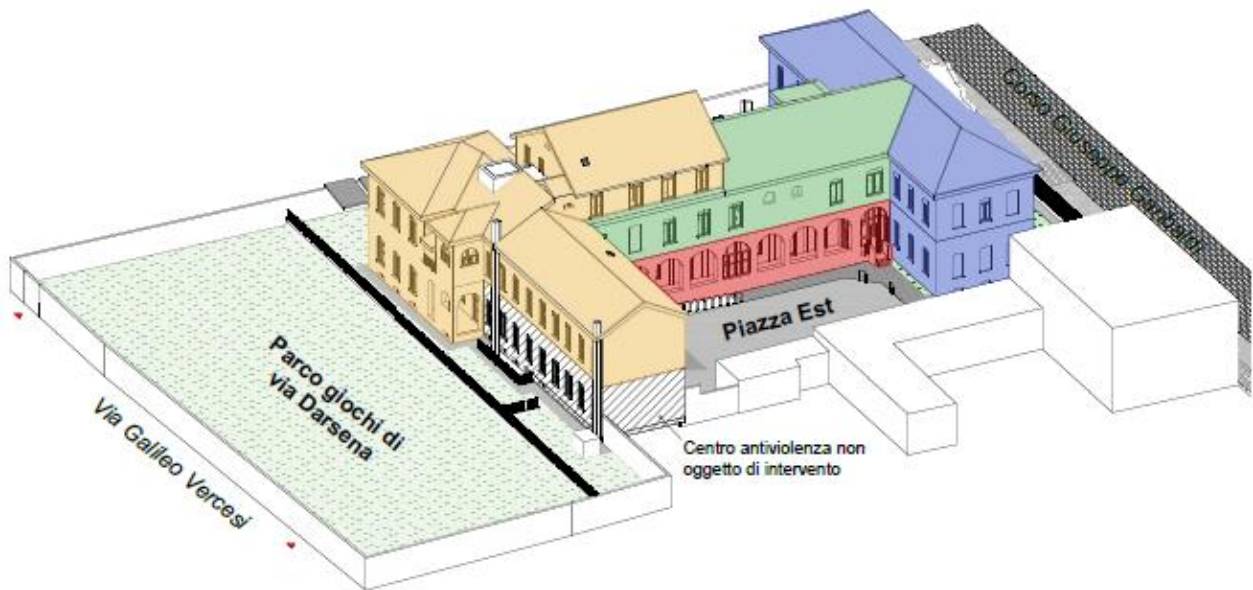 Corso Giuseppe Garibaldi
Piazza Est
Parco giochi di
via Darsena
Via Galileo Vercesi
Centro antiviolenza non
oggetto di intervento